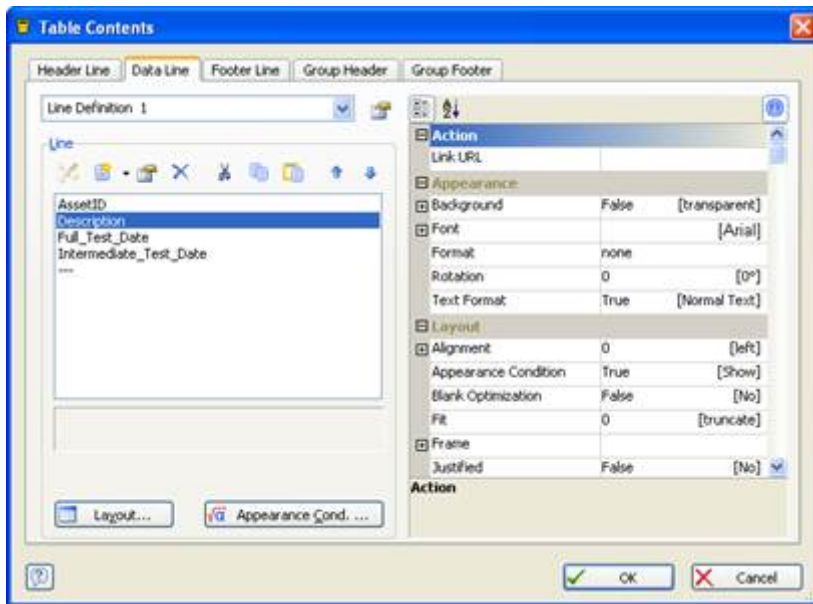 Table Contents
Header Line Data Line Footer Line Group Header Group Footer
Line Definition 1
Line
AssetID
Description
Full_Test_Date
Intermediate_Test_Date
---
Layout...
Appearance Cond. ...
Action
Link URL
Appearance
Background False [transparent]
Font [Arial]
Format none
Rotation 0 [0°]
Text Format True [Normal Text]
Layout
Alignment 0 [left]
Appearance Condition True [Show]
Blank Optimization False [No]
Fit 0 [truncate]
Frame
Justified False [No]
Action
OK Cancel